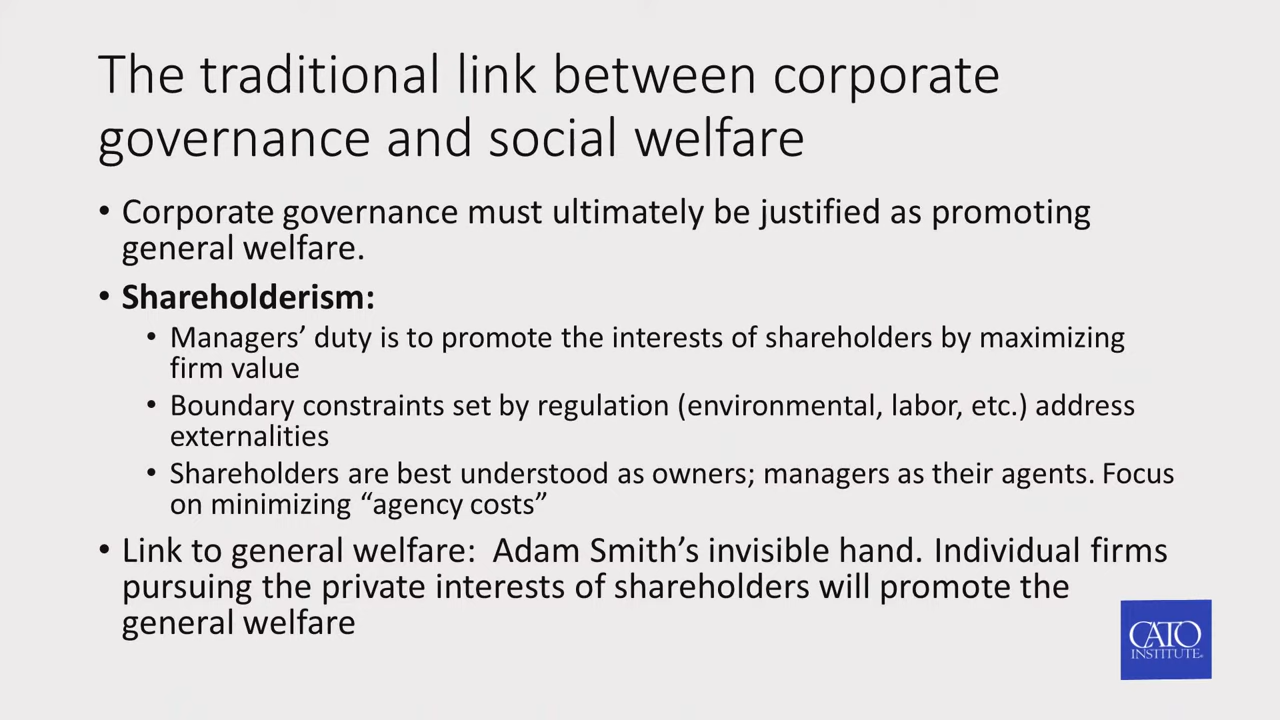 The traditional link between corporate
governance and social welfare
• Corporate governance must ultimately be justified as promoting
general welfare.
• Shareholderism:
• Managers’ duty is to promote the interests of shareholders by maximizing
firm value
• Boundary constraints set by regulation (environmental, labor, etc.) address
externalities
• Shareholders are best understood as owners; managers as their agents. Focus
on minimizing “agency costs”
• Link to general welfare:  Adam Smith’s invisible hand. Individual firms
pursuing the private interests of shareholders will promote the
general welfare
CATO
INSTITUTE